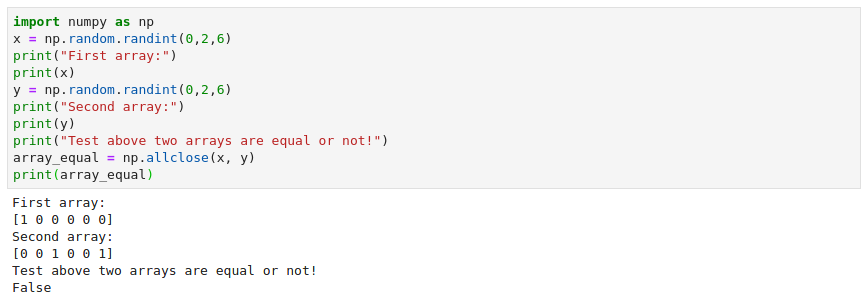 import numpy as np
x = np.random.randint(0,2,6)
print("First array:")
print(x)
y = np.random.randint(0,2,6)
print("Second array:")
print(y)
print("Test above two arrays are equal or not!")
array_equal = np.allclose(x, y)
print(array_equal)
First array:
[1 0 0 0 0 0]
Second array:
[0 0 1 0 0 1]
Test above two arrays are equal or not!
False